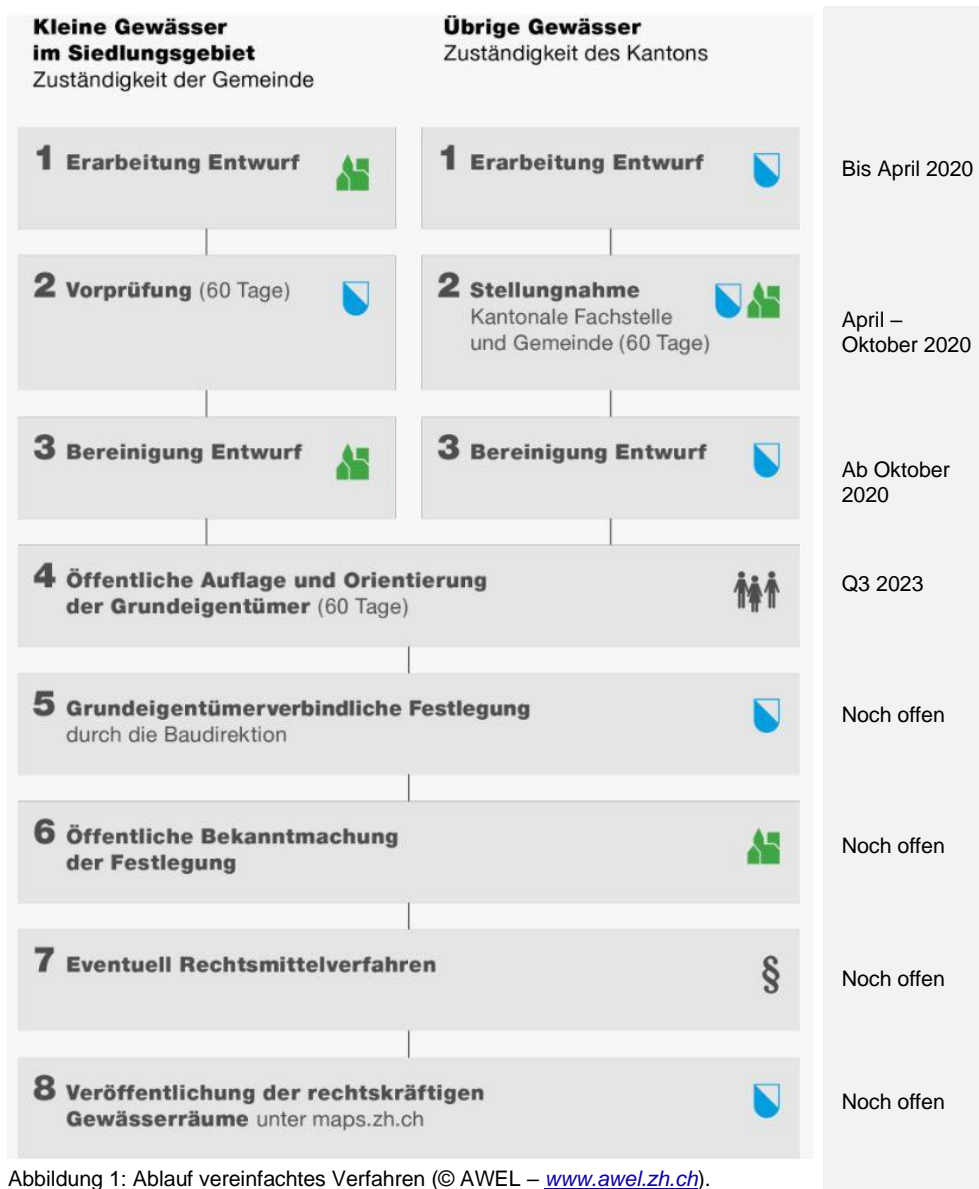 Kleine Gewässer
im Siedlungsgebiet
Zuständigkeit der Gemeinde
Übrige Gewässer
Zuständigkeit des Kantons
1 Erarbeitung Entwurf
1 Erarbeitung Entwurf
Bis April 2020
2 Vorprüfung (60 Tage)
2 Stellungnahme
Kantonale Fachstelle
und Gemeinde (60 Tage)
April –
Oktober 2020
3 Bereinigung Entwurf
3 Bereinigung Entwurf
Ab Oktober
2020
4 Öffentliche Auflage und Orientierung
der Grundeigentümer (60 Tage)
Q3 2023
5 Grundeigentümerverbindliche Festlegung
durch die Baudirektion
Noch offen
6 Öffentliche Bekanntmachung
der Festlegung
Noch offen
7 Eventuell Rechtsmittelverfahren
§
Noch offen
8 Veröffentlichung der rechtskräftigen
Gewässerräume unter maps.zh.ch
Noch offen
Abbildung 1: Ablauf vereinfachtes Verfahren (© AWEL – www.awel.zh.ch).